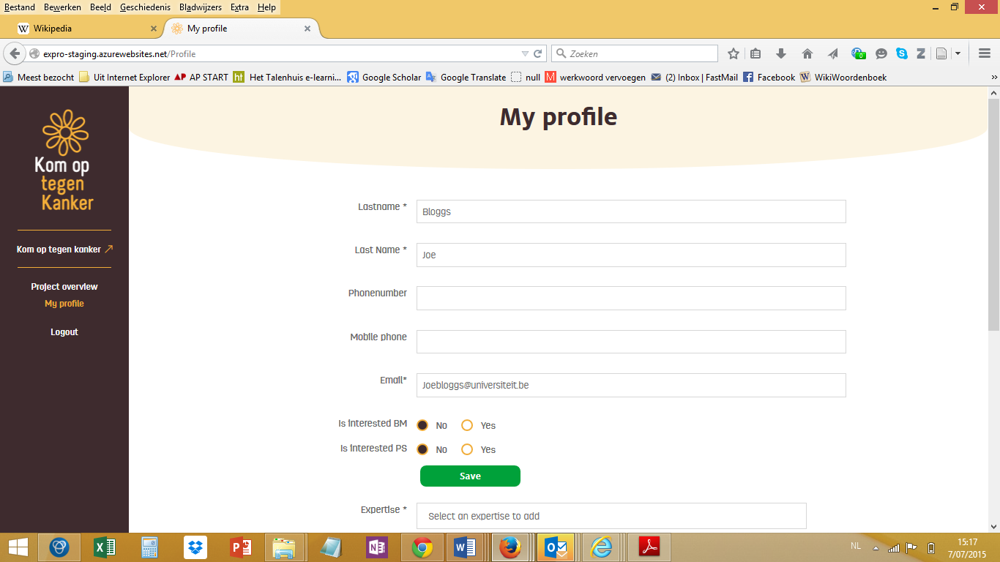 Bestand Bewerken Beeld Geschiedenis Bladwijzers Extra Help
W Wikipedia × My profile ×
expro-staging.azurewebsites.net/Profile Zoeken
Meest bezocht Uit Internet Explorer AP AP START ht Het Talenhuis e-learni... Google Scholar Google Translate null M werkwoord vervoegen (2) Inbox | FastMail Facebook WikiWoordenboek »
My profile
Kom op
tegen
Kanker
Kom op tegen kanker
Project overview
My profile
Logout
Lastname * Bloggs
Last Name * Joe
Phonenumber
Mobile phone
Email* Joebloggs@universiteit.be
Is interested BM No Yes
Is interested PS No Yes
Save
Expertise * Select an expertise to add
NL 15:17
7/07/2015